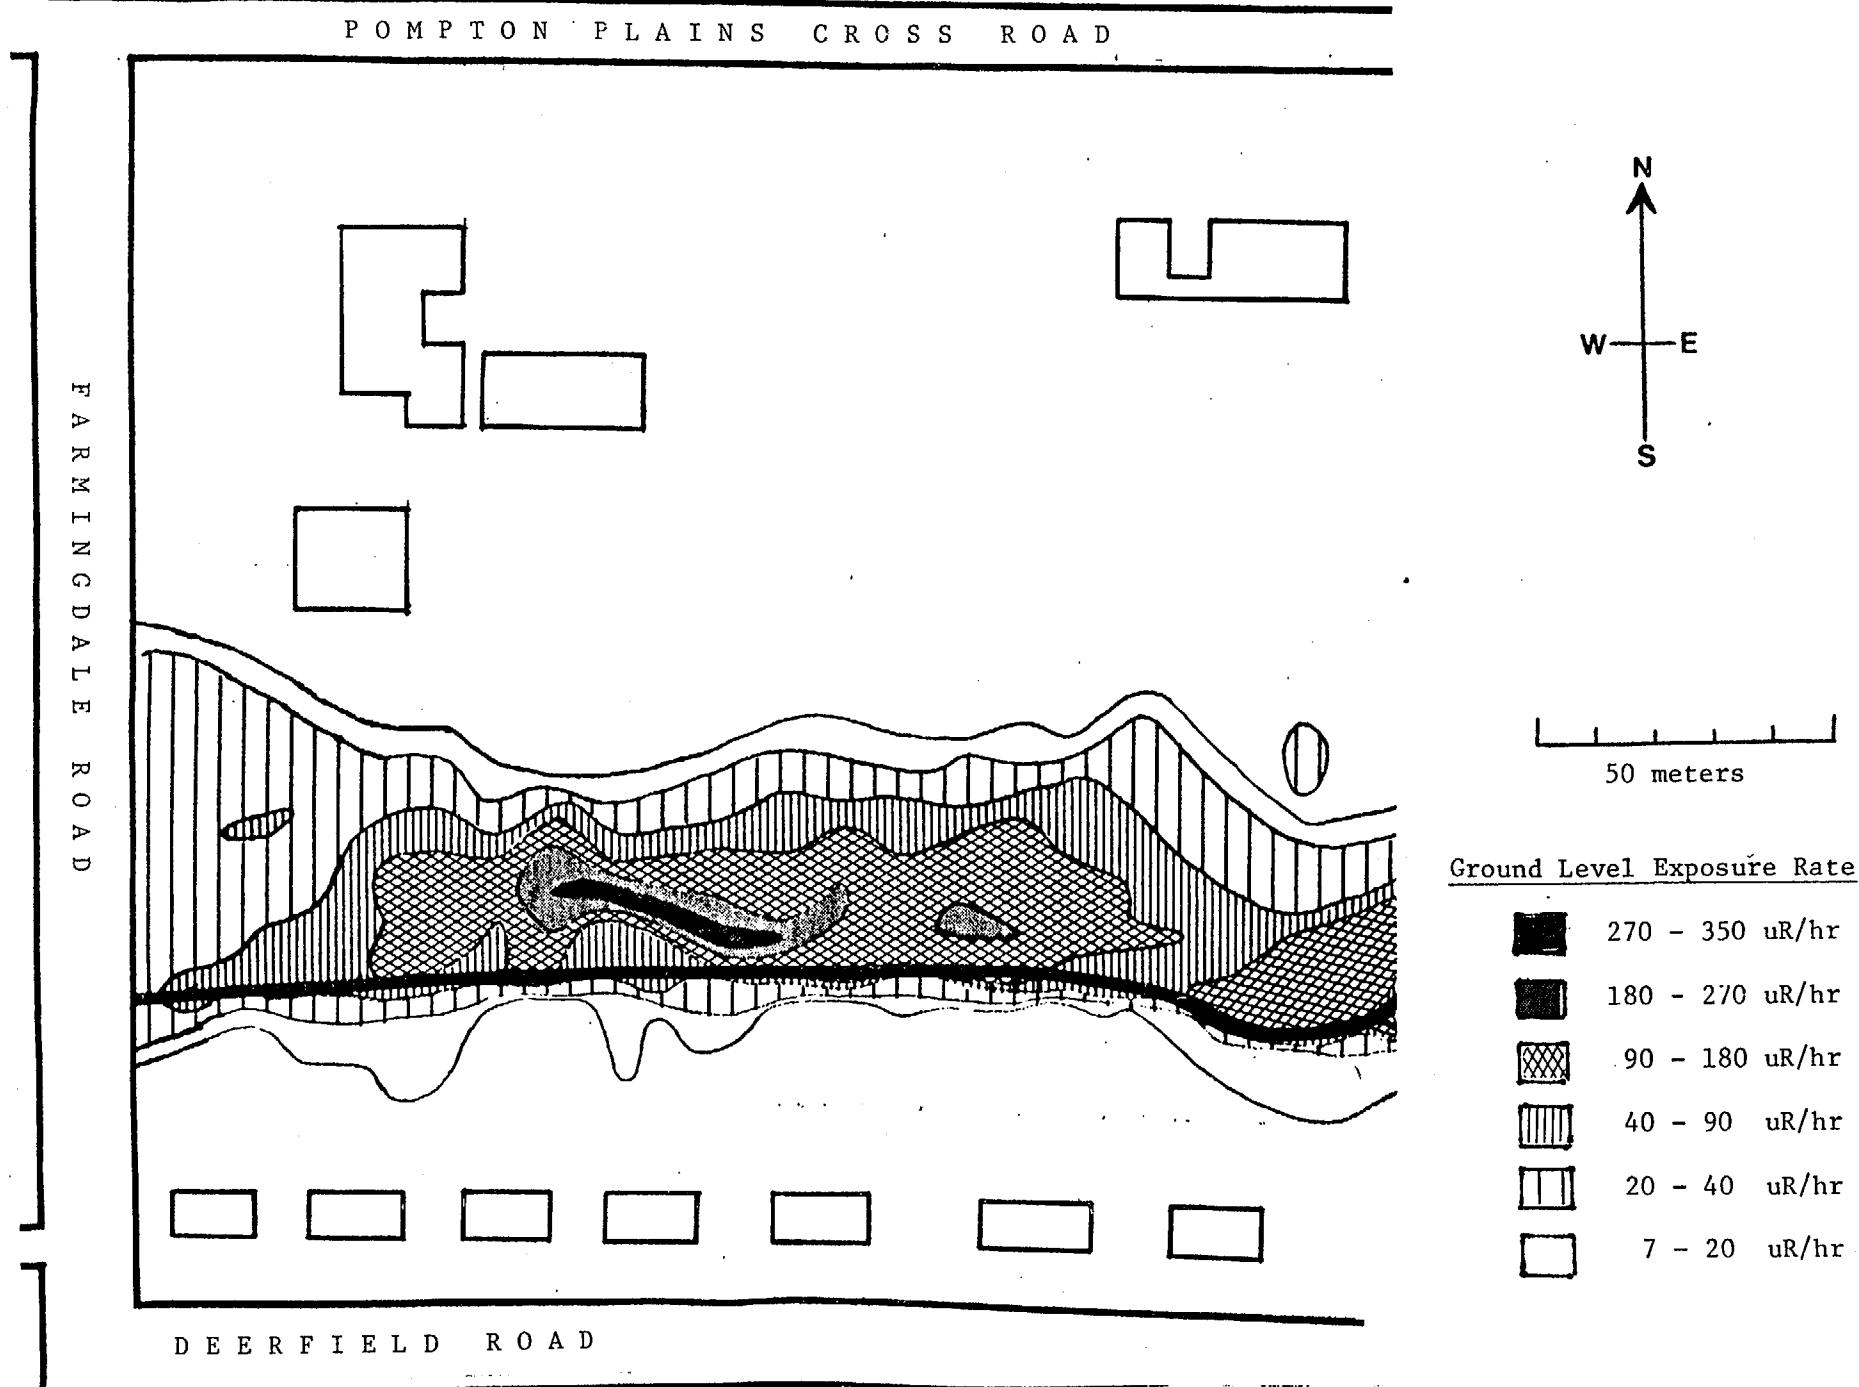 POMPTON PLAINS CROSS ROAD
FARMINGDALE ROAD
N
W E
S
50 meters
Ground Level Exposure Rate
270 - 350 uR/hr
180 - 270 uR/hr
90 - 180 uR/hr
40 - 90 uR/hr
20 - 40 uR/hr
7 - 20 uR/hr
DEERFIELD ROAD